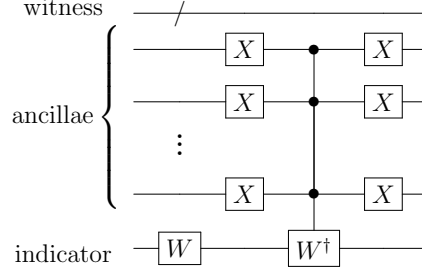 witness
X X
ancillae X X
⋮
X X
indicator W W†